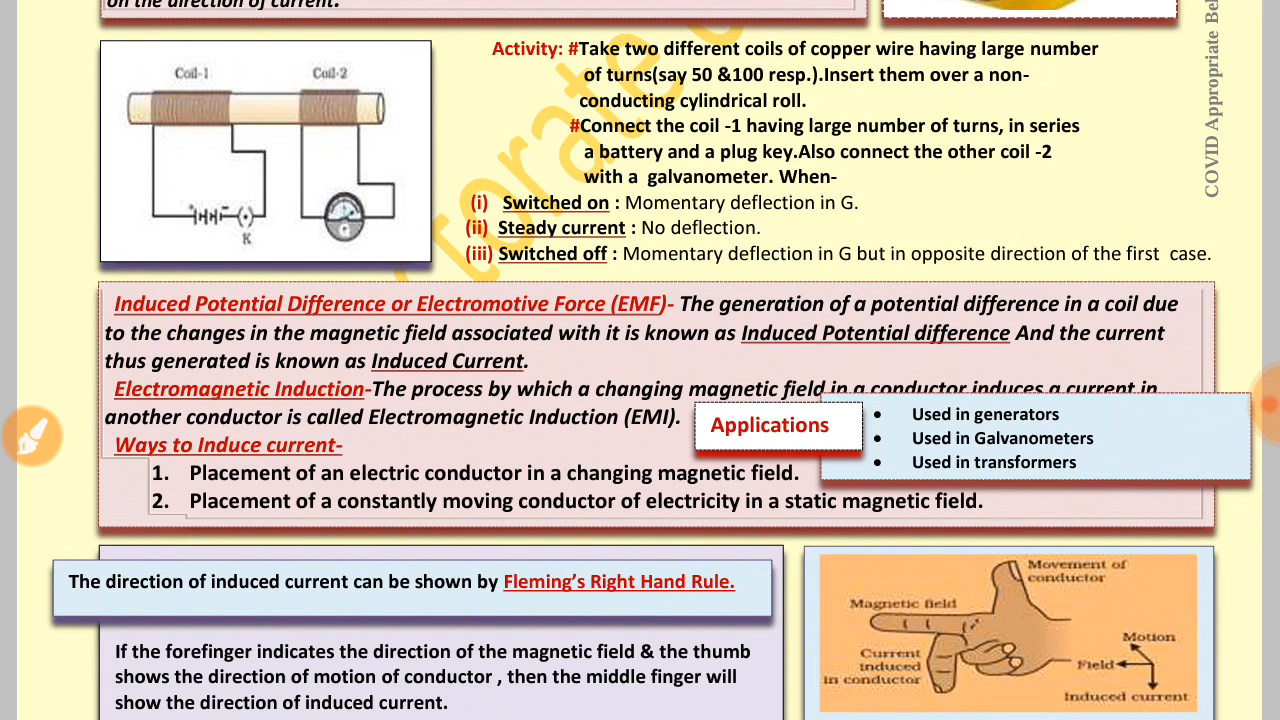 on the direction of current.
COVID Appropriate
Coil-1
Coil-2
K
G
Activity: #Take two different coils of copper wire having large number
of turns(say 50 &100 resp.).Insert them over a non-
conducting cylindrical roll.
#Connect the coil -1 having large number of turns, in series
a battery and a plug key.Also connect the other coil -2
with a galvanometer. When-
(i) Switched on : Momentary deflection in G.
(ii) Steady current : No deflection.
(iii) Switched off : Momentary deflection in G but in opposite direction of the first case.
Induced Potential Difference or Electromotive Force (EMF)- The generation of a potential difference in a coil due
to the changes in the magnetic field associated with it is known as Induced Potential difference And the current
thus generated is known as Induced Current.
Electromagnetic Induction-The process by which a changing magnetic field in a conductor induces a current in
another conductor is called Electromagnetic Induction (EMI).
Applications
• Used in generators
• Used in Galvanometers
• Used in transformers
Ways to Induce current-
1. Placement of an electric conductor in a changing magnetic field.
2. Placement of a constantly moving conductor of electricity in a static magnetic field.
The direction of induced current can be shown by Fleming's Right Hand Rule.
If the forefinger indicates the direction of the magnetic field & the thumb
shows the direction of motion of conductor , then the middle finger will
show the direction of induced current.
Movement of
conductor
Magnetic field
Current
induced
in conductor
Motion
Field
Induced current